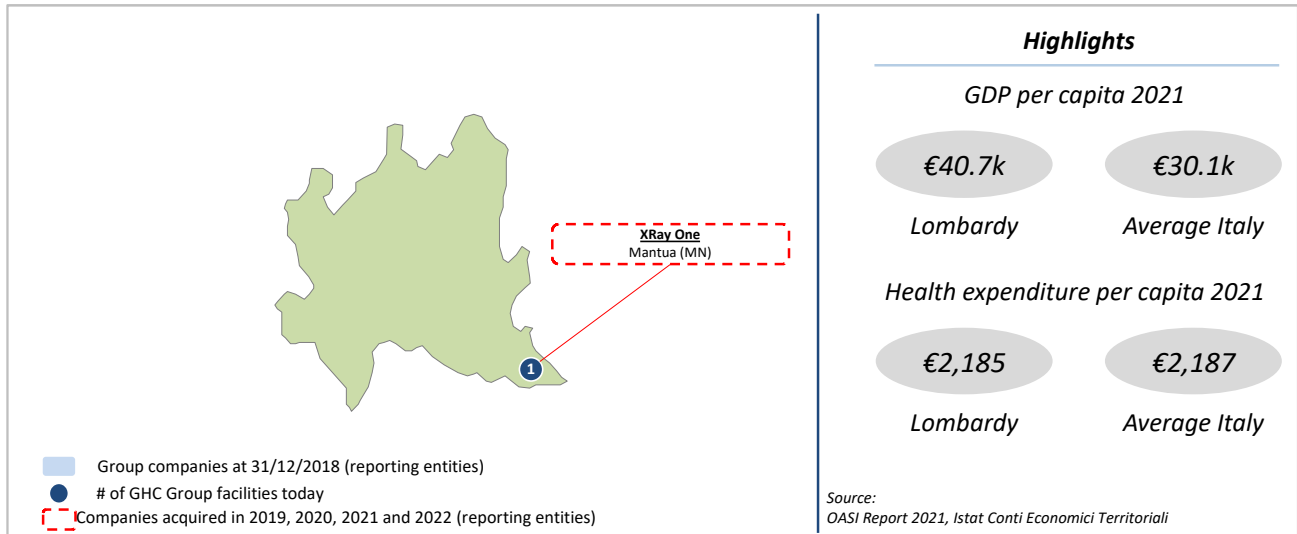 XRay One
Mantua (MN)
1
Group companies at 31/12/2018 (reporting entities)
# of GHC Group facilities today
Companies acquired in 2019, 2020, 2021 and 2022 (reporting entities)
Highlights
GDP per capita 2021
€40.7k €30.1k
Lombardy Average Italy
Health expenditure per capita 2021
€2,185 €2,187
Lombardy Average Italy
Source:
OASI Report 2021, Istat Conti Economici Territoriali